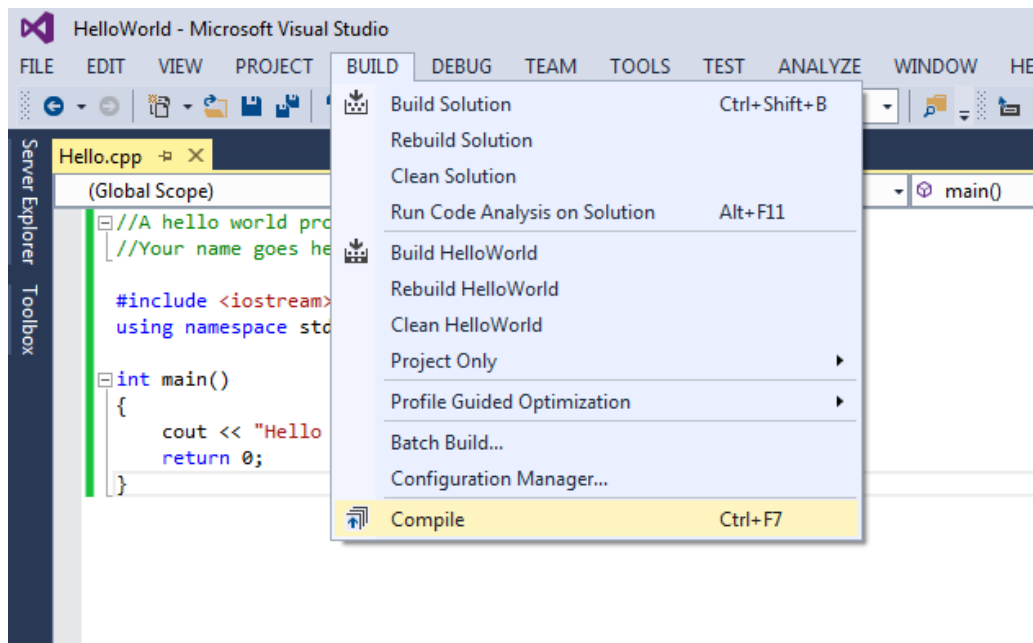 HelloWorld - Microsoft Visual Studio
FILE EDIT VIEW PROJECT BUILD DEBUG TEAM TOOLS TEST ANALYZE WINDOW HE
Build Solution Ctrl+Shift+B
Rebuild Solution
Clean Solution
Run Code Analysis on Solution Alt+F11
Build HelloWorld
Rebuild HelloWorld
Clean HelloWorld
Project Only
Profile Guided Optimization
Batch Build...
Configuration Manager...
Compile Ctrl+F7
Server Explorer
Toolbox
Hello.cpp
(Global Scope) main()
//A hello world pro
//Your name goes he
#include <iostream>
using namespace std
int main()
{
cout << "Hello
return 0;
}